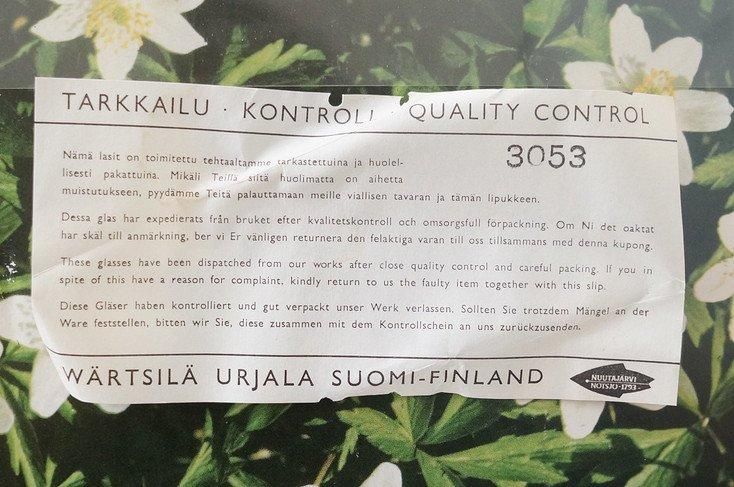 TARKKAILU · KONTROLL · QUALITY CONTROL
3053
Nämä lasit on toimitettu tehtaaltamme tarkastettuina ja huolel-
lisesti pakattuina. Mikäli Teillä siitä huolimatta on aihetta
muistutukseen, pyydämme Teitä palauttamaan meille viallisen tavaran ja tämän lipukkeen.
Dessa glas har expedierats från bruket efter kvalitetskontroll och omsorgsfull förpackning. Om Ni det oaktat
har skäl till anmärkning, ber vi Er vänligen returnera den felaktiga varan till oss tillsammans med denna kupong.
These glasses have been dispatched from our works after close quality control and careful packing. If you in
spite of this have a reason for complaint, kindly return to us the faulty item together with this slip.
Diese Gläser haben kontrolliert und gut verpackt unser Werk verlassen. Sollten Sie trotzdem Mängel an der
Ware feststellen, bitten wir Sie, diese zusammen mit dem Kontrollschein an uns zurückzusenden.
WÄRTSILÄ URJALA SUOMI-FINLAND
NUUTAJÄRVI
NOTSJÖ-1793